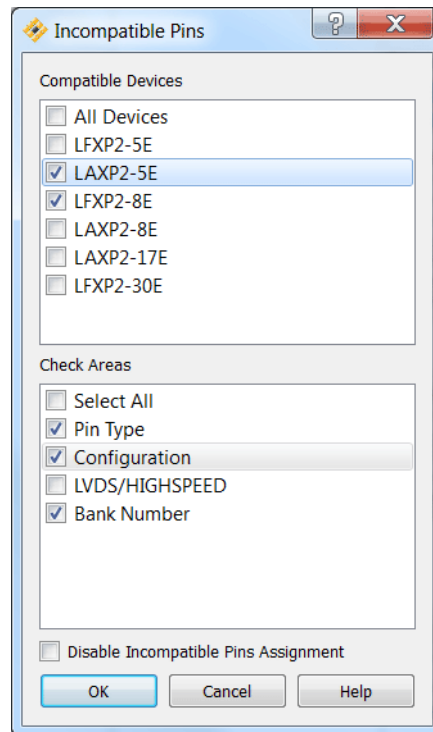 Incompatible Pins
Compatible Devices
All Devices
LFXP2-5E
LAXP2-5E
LFXP2-8E
LAXP2-8E
LAXP2-17E
LFXP2-30E
Check Areas
Select All
Pin Type
Configuration
LVDS/HIGHSPEED
Bank Number
Disable Incompatible Pins Assignment
OK Cancel Help